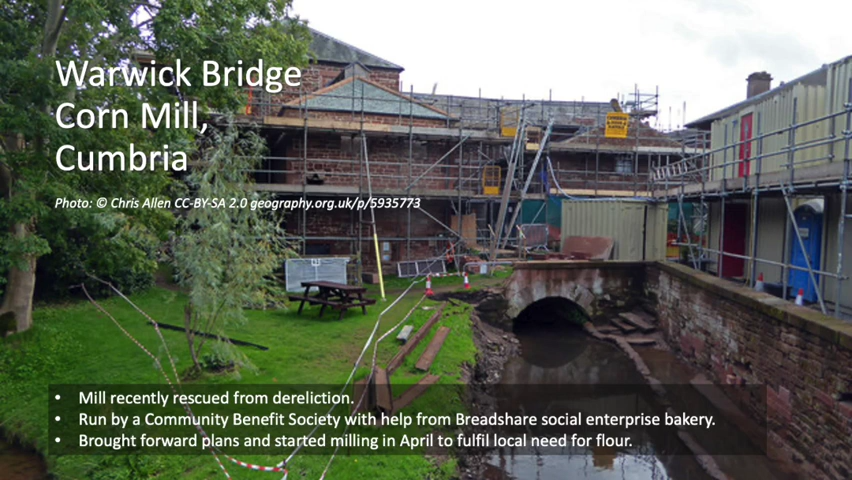 Warwick Bridge
Corn Mill,
Cumbria
Photo: © Chris Allen CC-BY-SA 2.0 geography.org.uk/p/5935773
• Mill recently rescued from dereliction.
• Run by a Community Benefit Society with help from Breadshare social enterprise bakery.
• Brought forward plans and started milling in April to fulfil local need for flour.